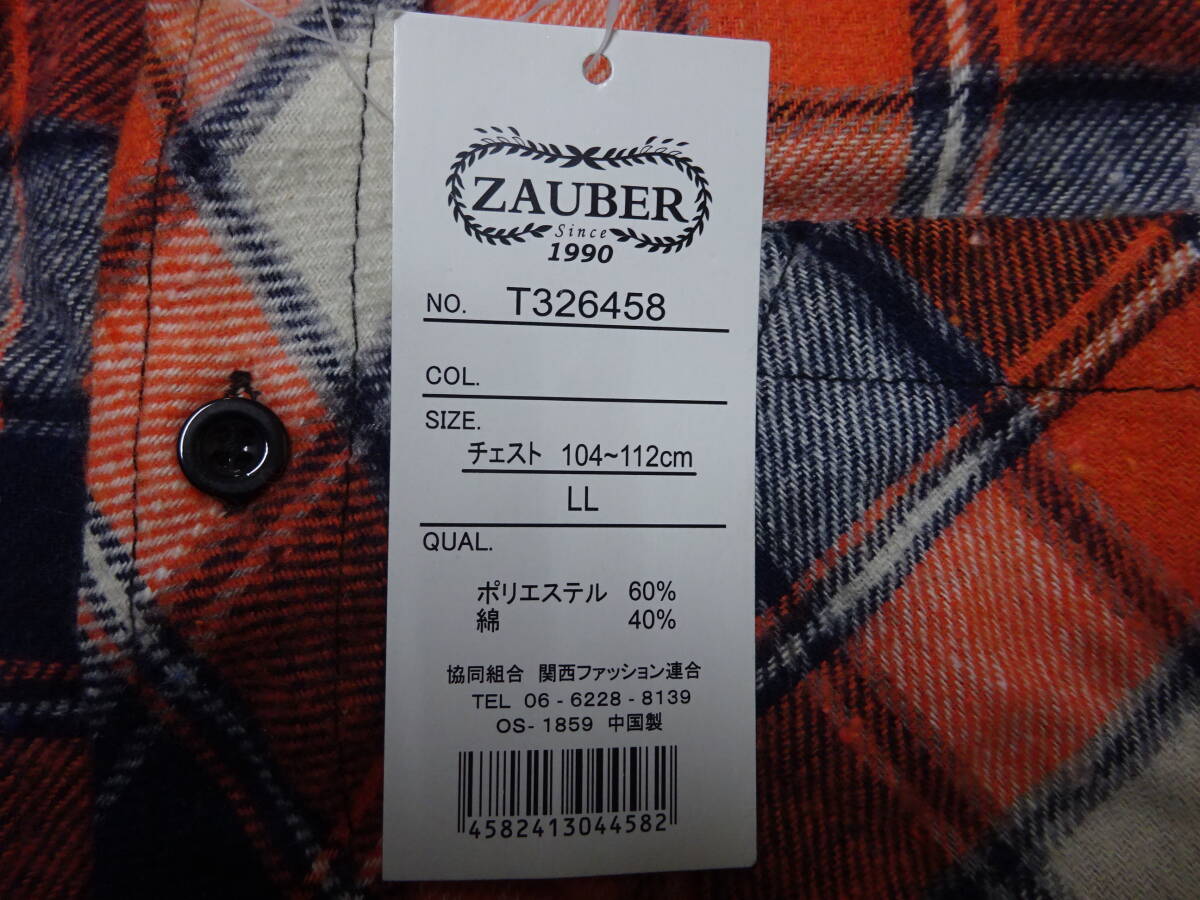 ZAUBER
Since
1990
NO. T326458
COL.
SIZE.
チェスト 104~112cm
LL
QUAL.
ポリエステル 60%
綿 40%
協同組合 関西ファッション連合
TEL 06 - 6228 - 8139
OS- 1859 中国製
4582413044582